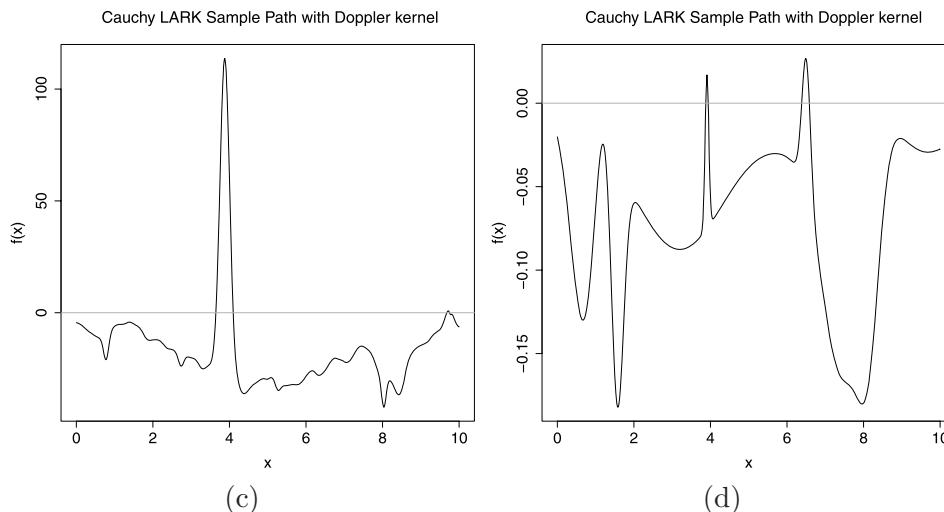 Cauchy LARK Sample Path with Doppler kernel
100
50
0
f(x)
0 2 4 6 8 10
x
(c)
Cauchy LARK Sample Path with Doppler kernel
0.00
−0.05
−0.10
−0.15
f(x)
0 2 4 6 8 10
x
(d)